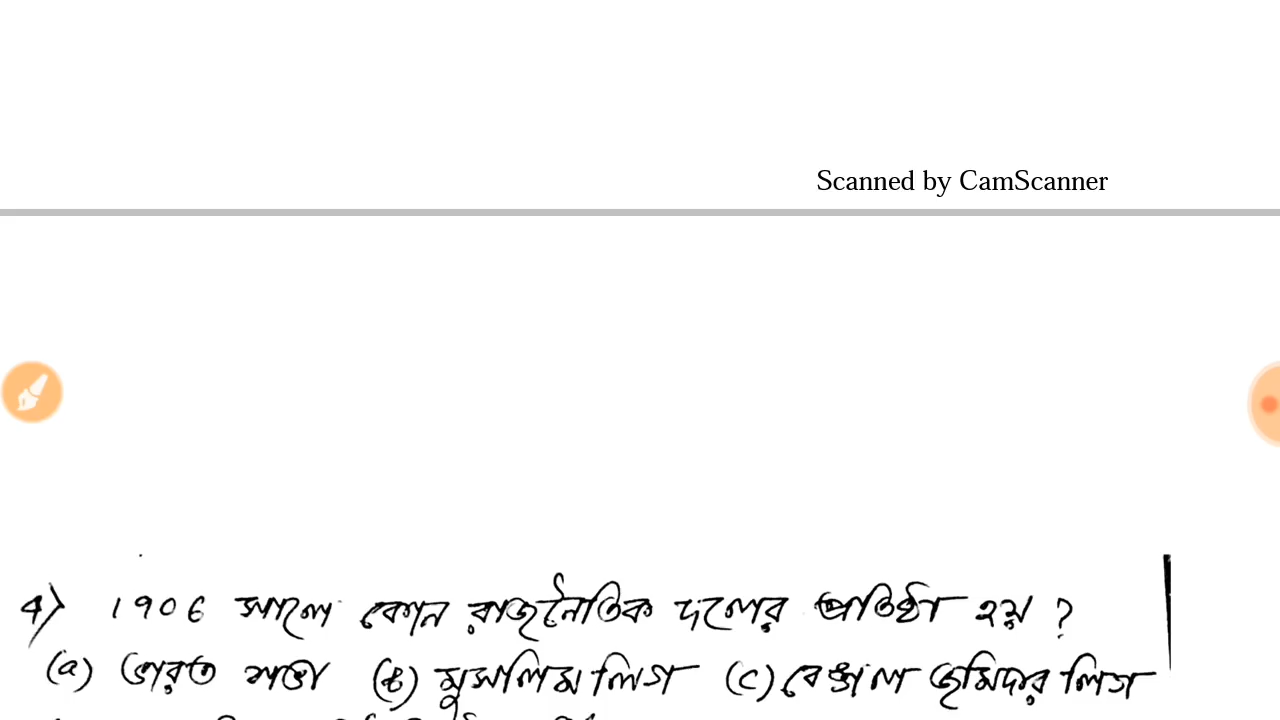 Scanned by CamScanner
4) 1906 সালে কোন রাজনৈতিক দলের প্রতিষ্ঠা হয় ?
(a) ভারত সভা (b) মুসলিম লিগ (c) বেঙ্গল জমিদার লিগ